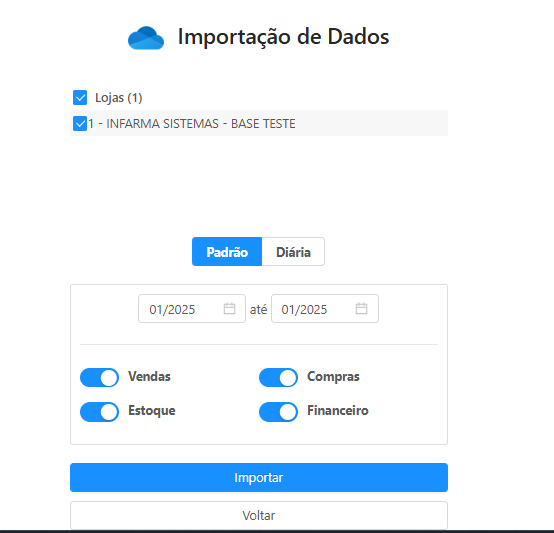 Importação de Dados
Lojas (1)
1 - INFARMA SISTEMAS - BASE TESTE
Padrão Diária
01/2025 até 01/2025
Vendas Compras
Estoque Financeiro
Importar
Voltar